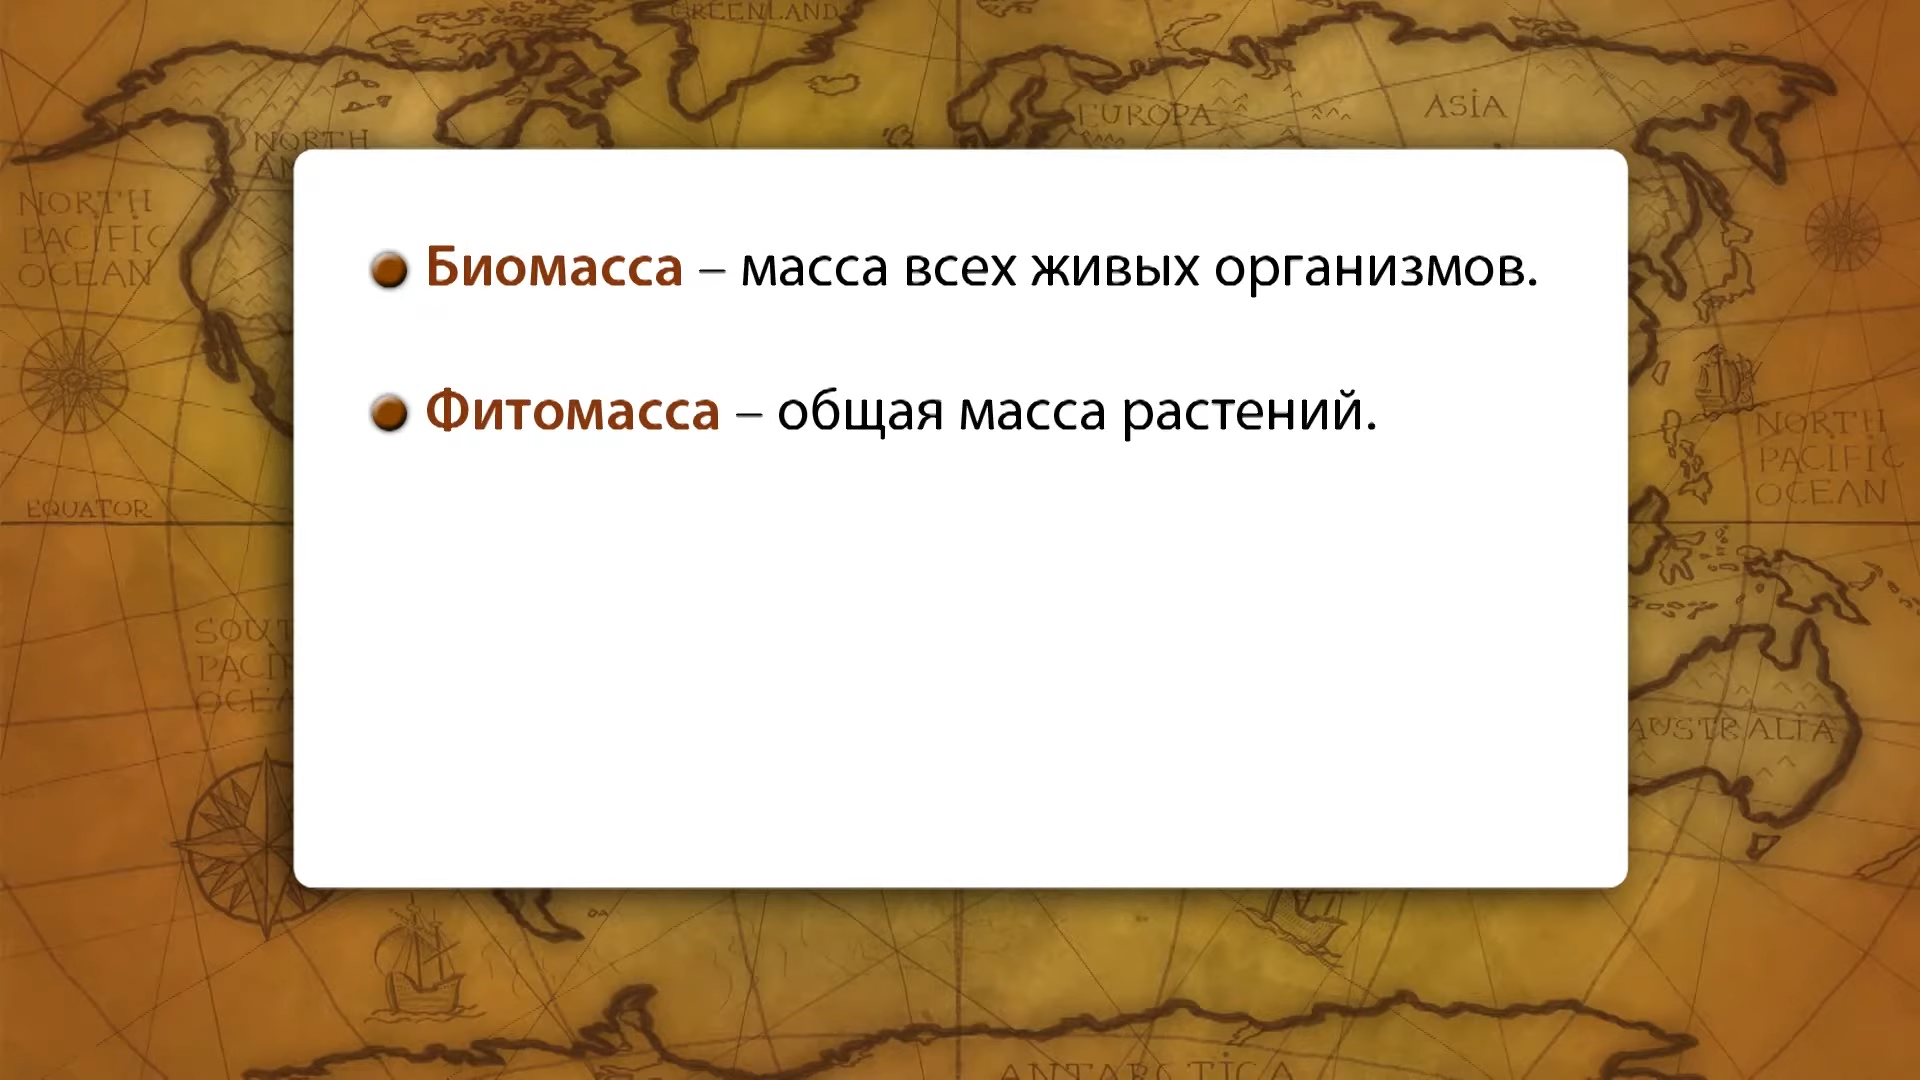 GREENLAND
EUROPA
ASIA
NORTH
NORTH
PACIFIC
OCEAN
Биомасса – масса всех живых организмов.
Фитомасса – общая масса растений.
NORTH
PACIFIC
OCEAN
EQUATOR
AUSTRALIA
ANTARCTICA